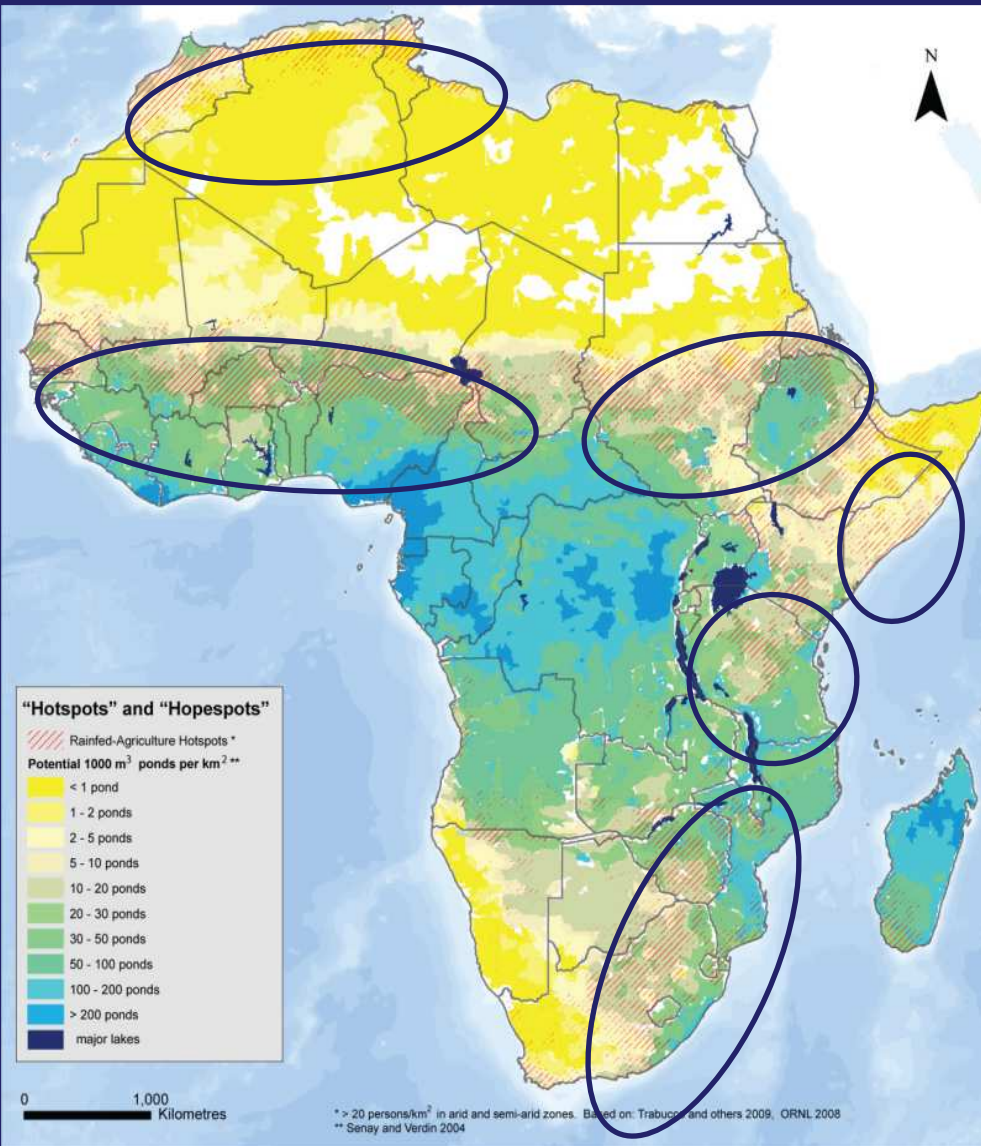 N
“Hotspots” and “Hopespots”
Rainfed-Agriculture Hotspots *
Potential 1000 m³ ponds per km² **
< 1 pond
1 - 2 ponds
2 - 5 ponds
5 - 10 ponds
10 - 20 ponds
20 - 30 ponds
30 - 50 ponds
50 - 100 ponds
100 - 200 ponds
> 200 ponds
major lakes
0 1,000
Kilometres
* > 20 persons/km² in arid and semi-arid zones. Based on: Trabucco and others 2009, ORNL 2008
** Senay and Verdin 2004